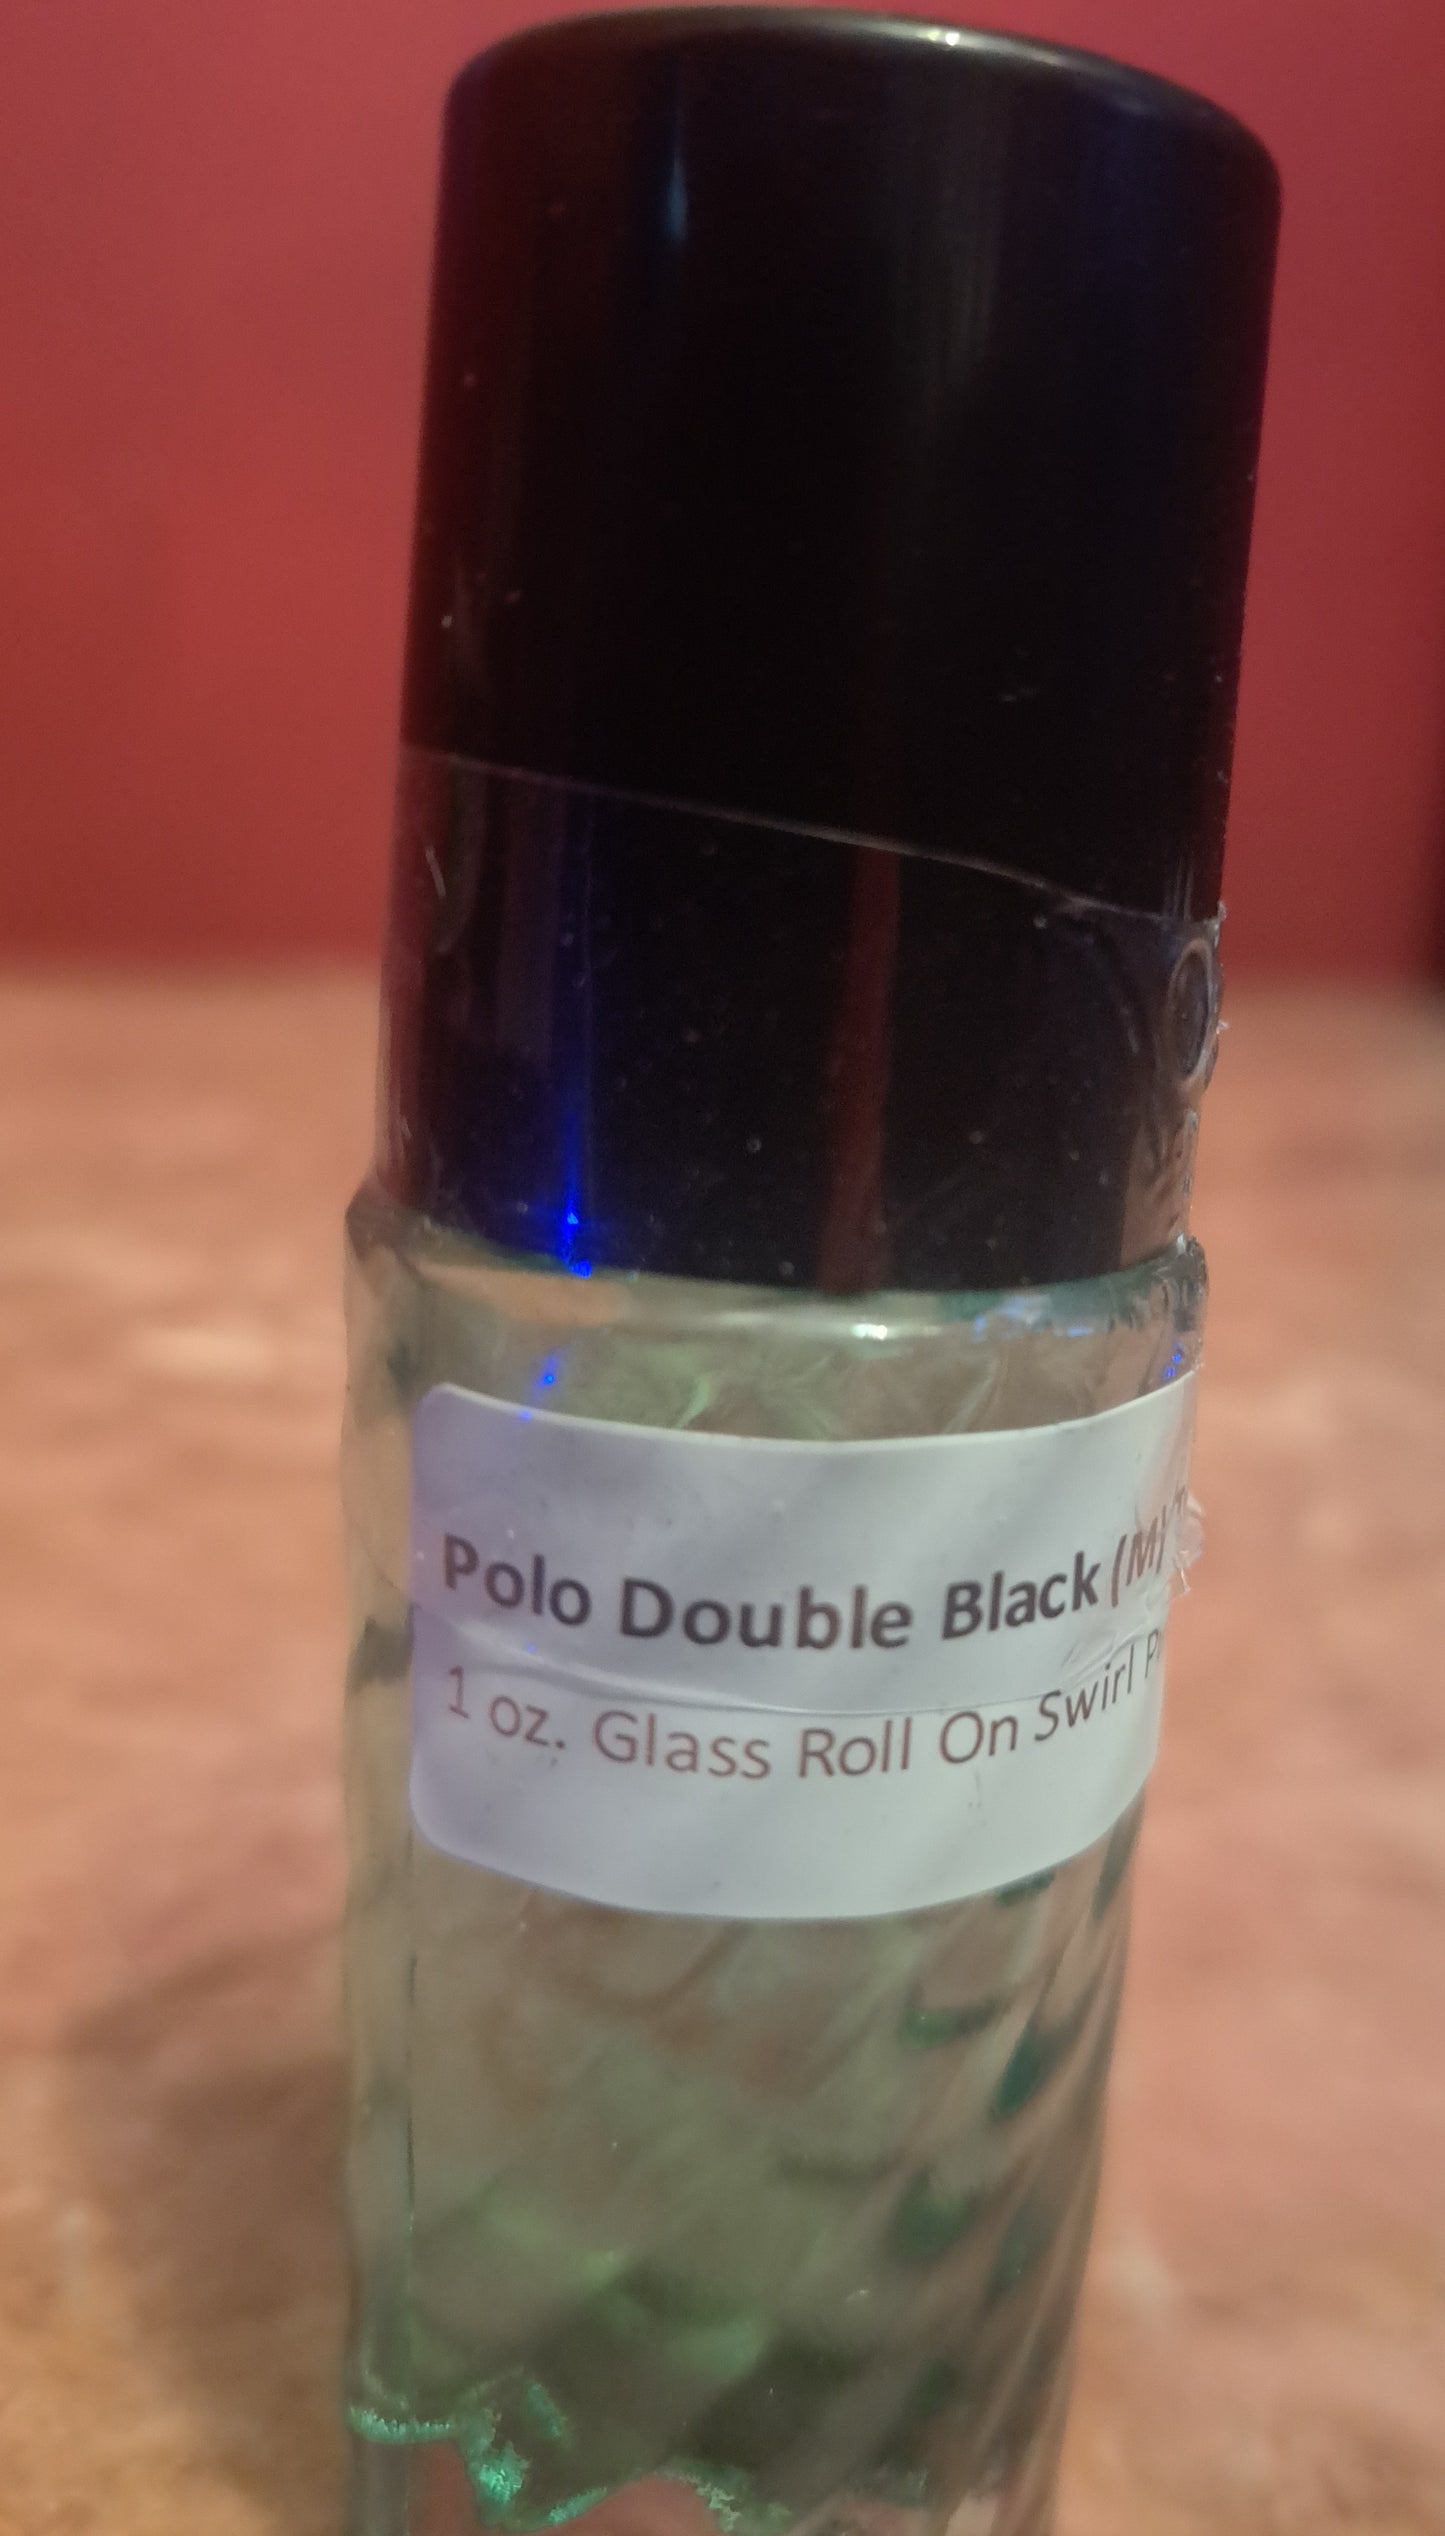 Polo Double Black (M)
1 oz. Glass Roll On Swirl